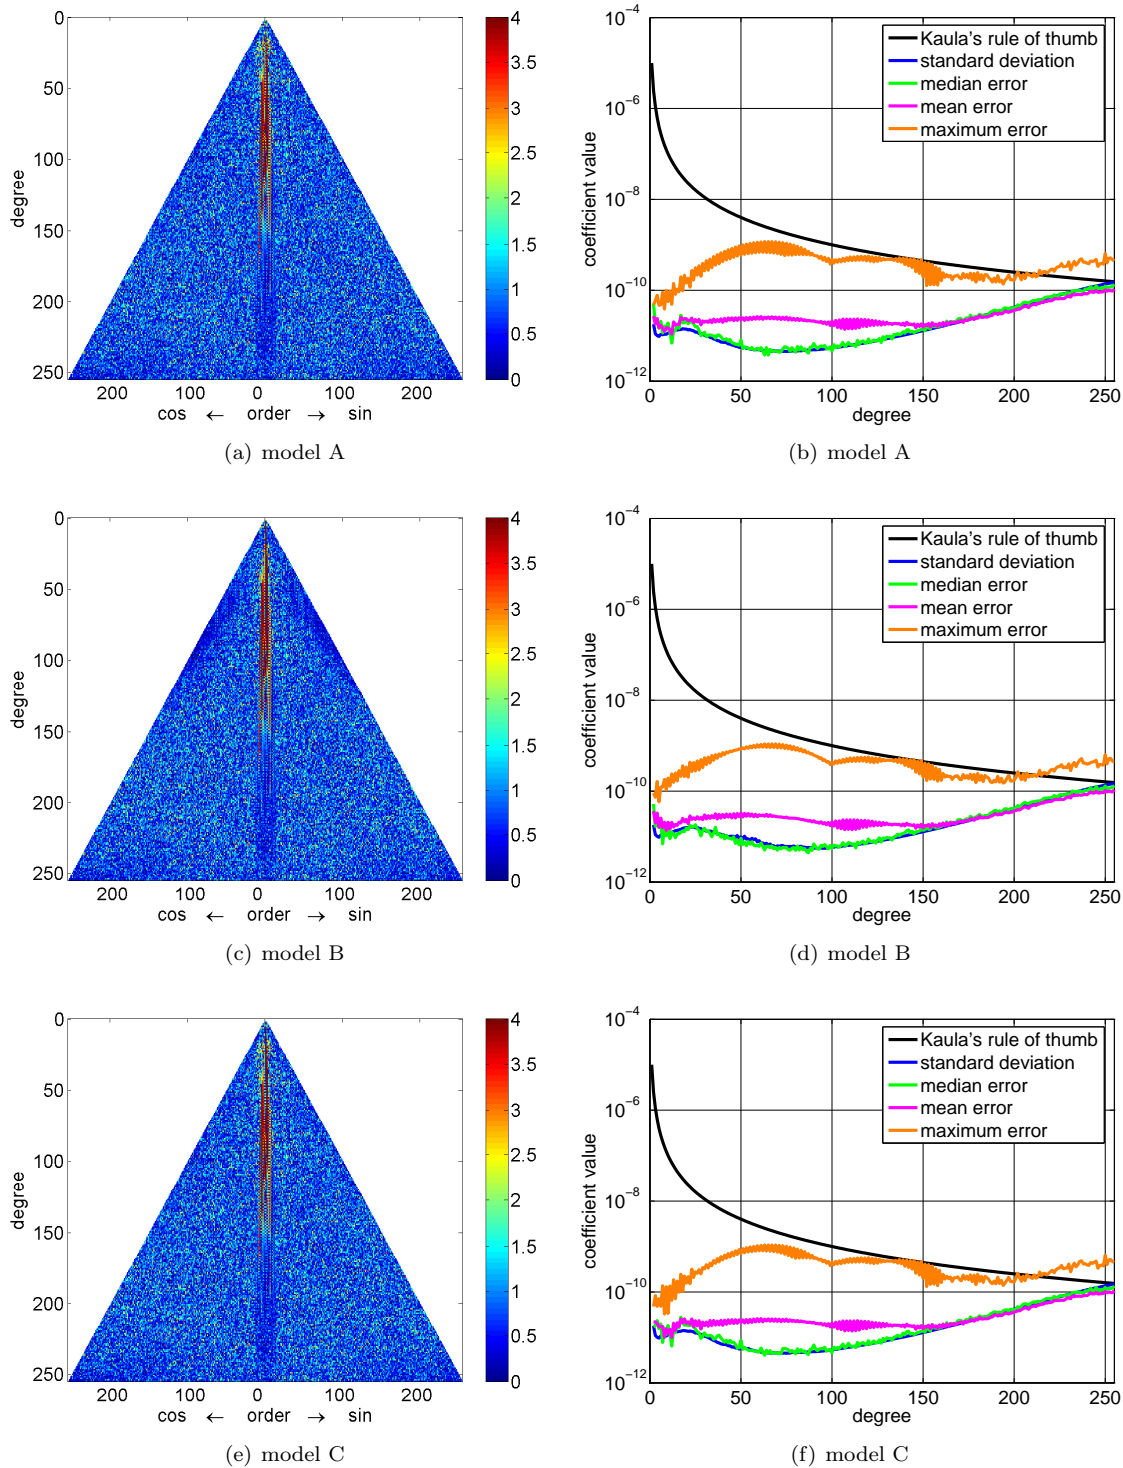 0
50
100
150
200
250
degree
200 100 0 100 200
cos ← order → sin
4
3.5
3
2.5
2
1.5
1
0.5
0
(a) model A
10−4
10−6
10−8
10−10
10−12
coefficient value
Kaula's rule of thumb
standard deviation
median error
mean error
maximum error
0 50 100 150 200 250
degree
(b) model A
0
50
100
150
200
250
degree
200 100 0 100 200
cos ← order → sin
4
3.5
3
2.5
2
1.5
1
0.5
0
(c) model B
10−4
10−6
10−8
10−10
10−12
coefficient value
Kaula's rule of thumb
standard deviation
median error
mean error
maximum error
0 50 100 150 200 250
degree
(d) model B
0
50
100
150
200
250
degree
200 100 0 100 200
cos ← order → sin
4
3.5
3
2.5
2
1.5
1
0.5
0
(e) model C
10−4
10−6
10−8
10−10
10−12
coefficient value
Kaula's rule of thumb
standard deviation
median error
mean error
maximum error
0 50 100 150 200 250
degree
(f) model C